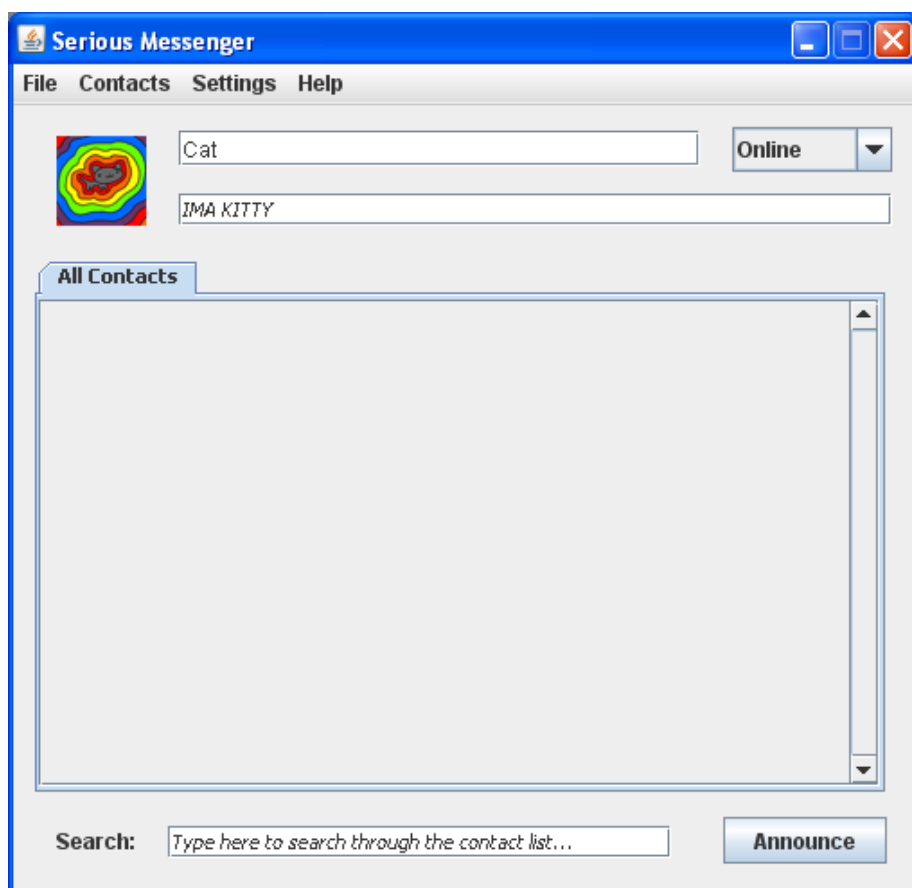 Serious Messenger
File Contacts Settings Help
Cat
Online
IMA KITTY
All Contacts
Search:
Type here to search through the contact list...
Announce